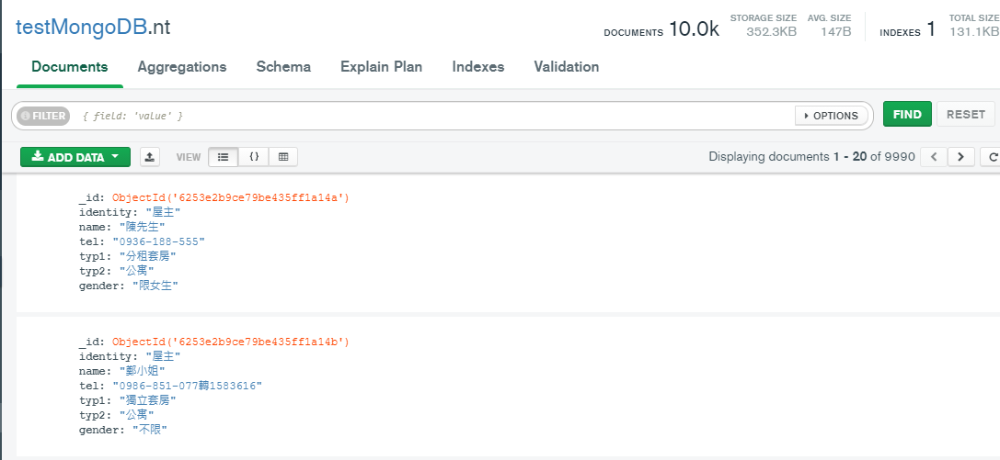 testMongoDB.nt
DOCUMENTS 10.0k STORAGE SIZE 352.3KB AVG. SIZE 147B INDEXES 1 TOTAL SIZE 131.1KB
Documents Aggregations Schema Explain Plan Indexes Validation
FILTER { field: 'value' } OPTIONS FIND RESET
ADD DATA VIEW {} Displaying documents 1 - 20 of 9990
_id: ObjectId('6253e2b9ce79be435ff1a14a')
identity: "屋主"
name: "陳先生"
tel: "0936-188-555"
typ1: "分租套房"
typ2: "公寓"
gender: "限女生"
_id: ObjectId('6253e2b9ce79be435ff1a14b')
identity: "屋主"
name: "鄭小姐"
tel: "0986-851-077轉1583616"
typ1: "獨立套房"
typ2: "公寓"
gender: "不限"